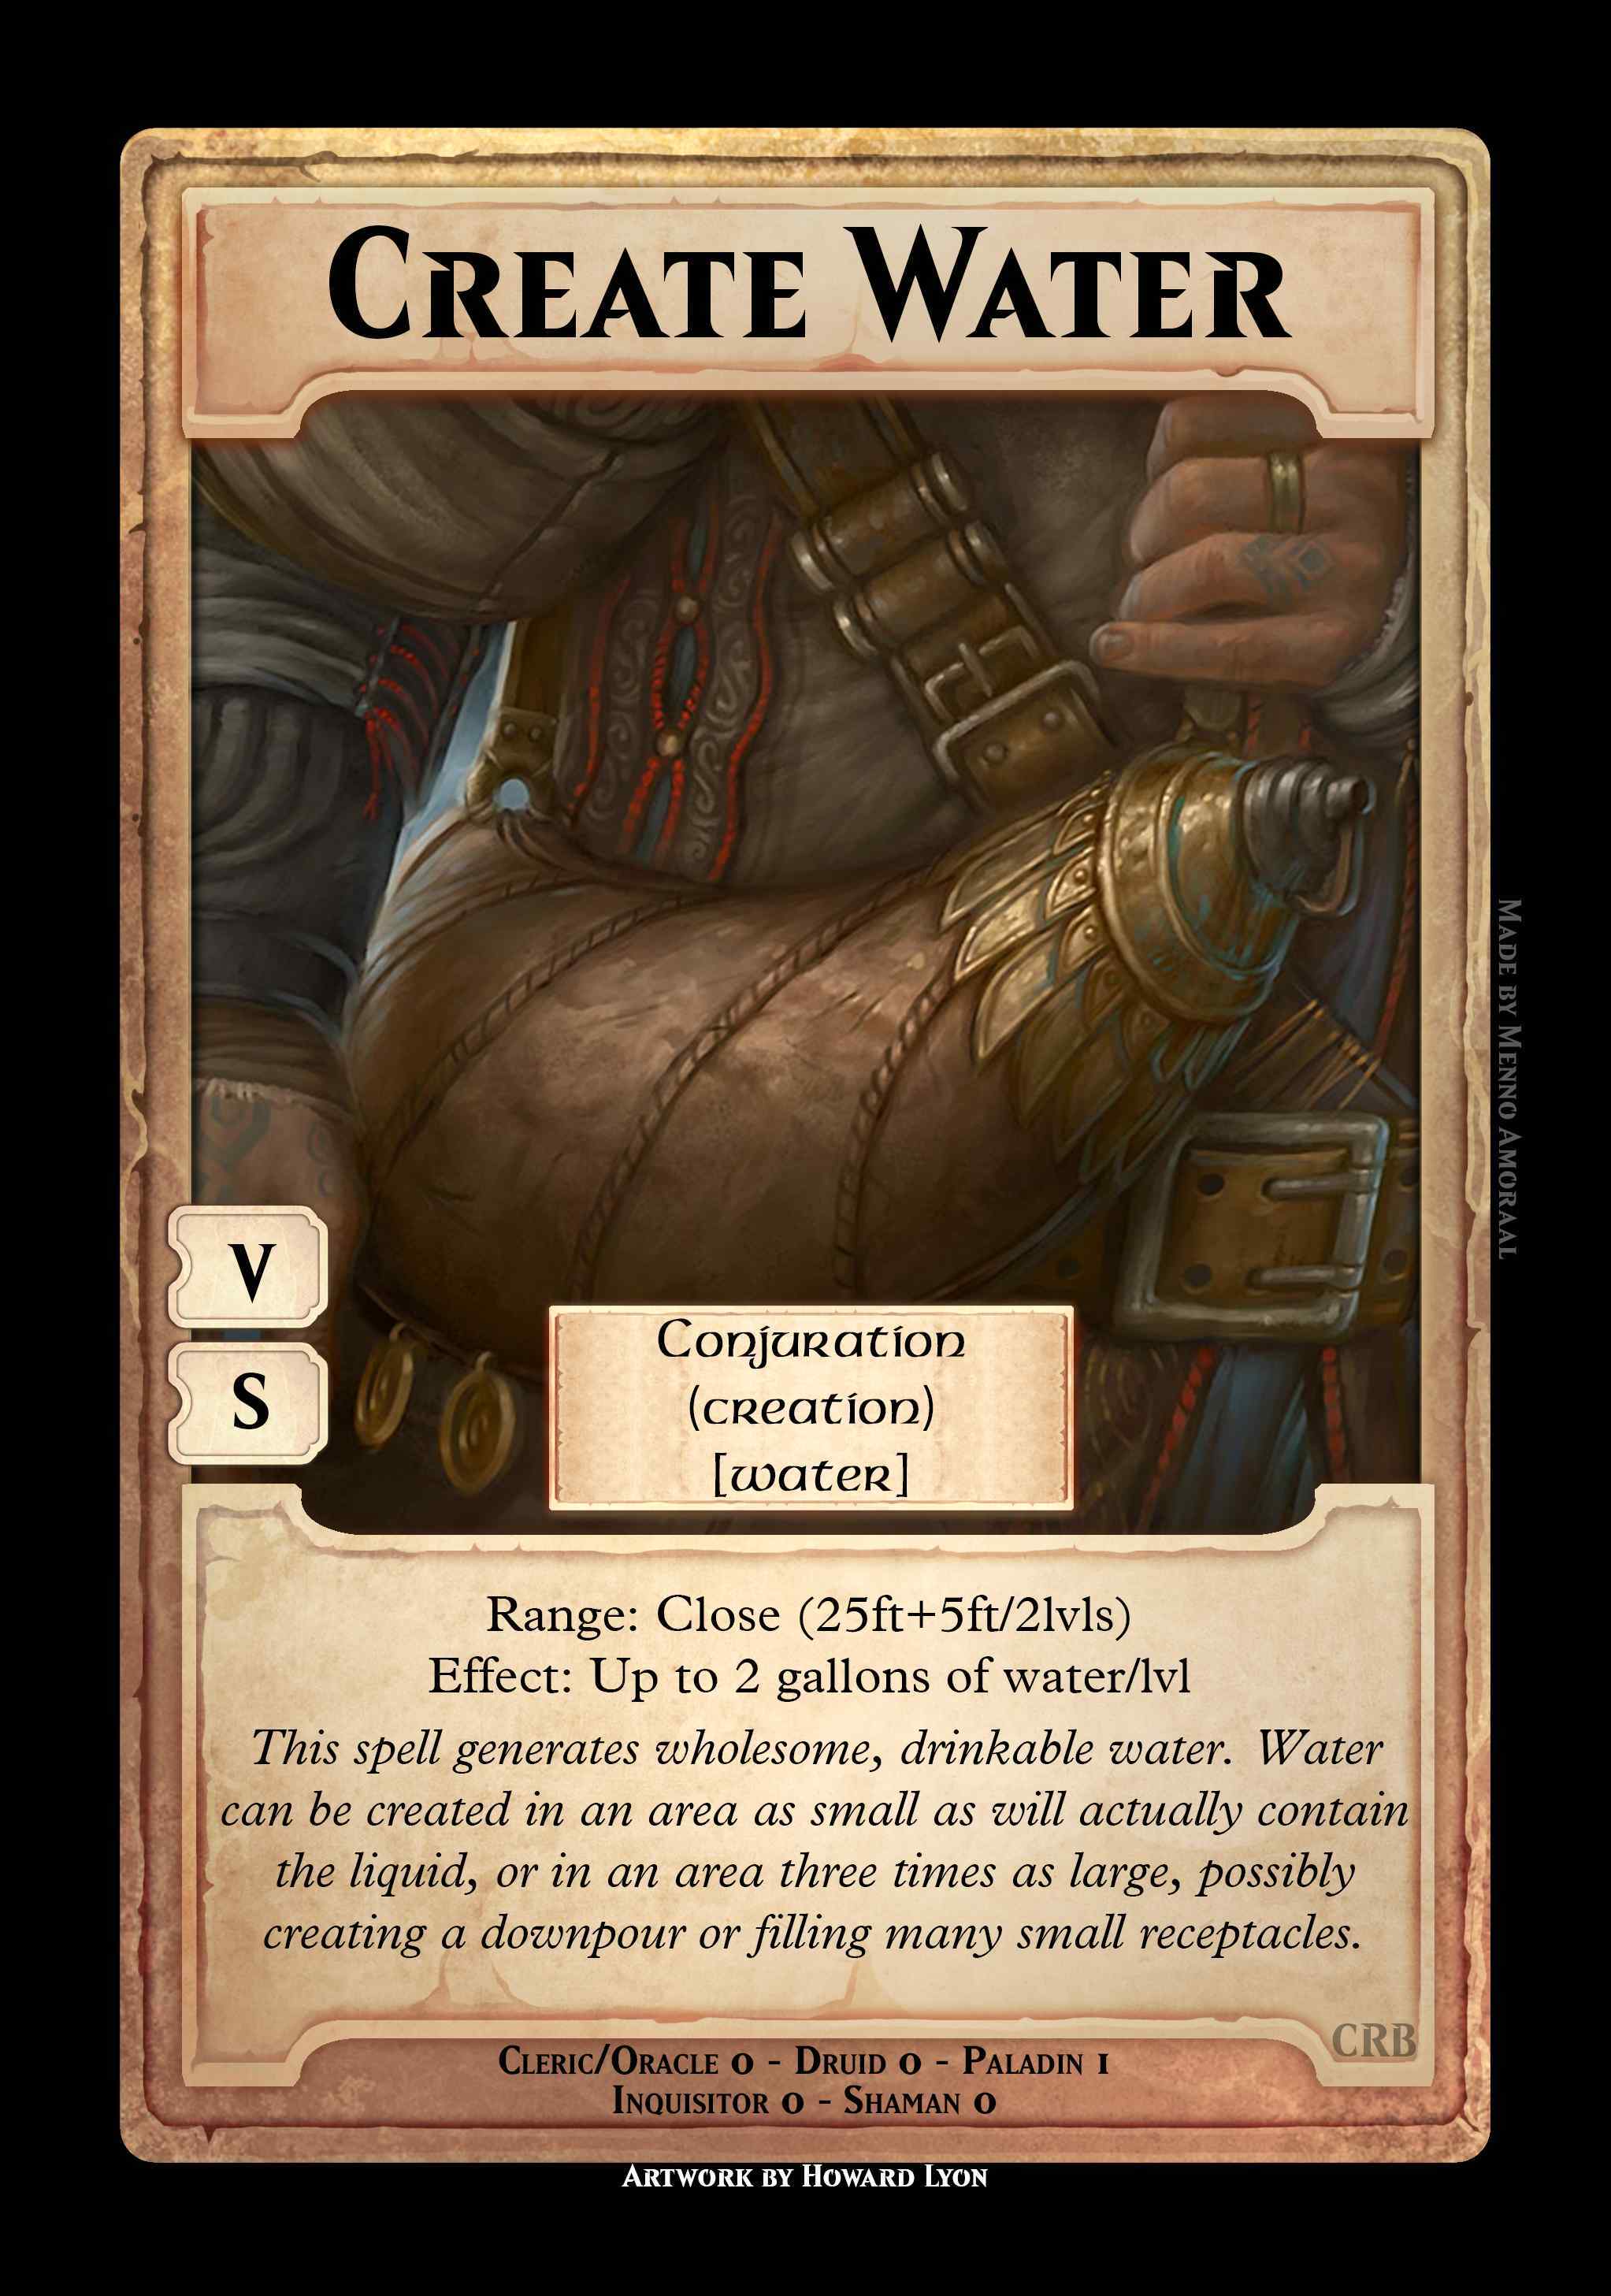 Create Water
V
S
Conjuration
(creation)
[water]
Range: Close (25ft+5ft/2lvls)
Effect: Up to 2 gallons of water/lvl
This spell generates wholesome, drinkable water. Water
can be created in an area as small as will actually contain
the liquid, or in an area three times as large, possibly
creating a downpour or filling many small receptacles.
CRB
Cleric/Oracle 0 - Druid 0 - Paladin 1
Inquisitor 0 - Shaman 0
Artwork by Howard Lyon
Made by Menno Amoraal